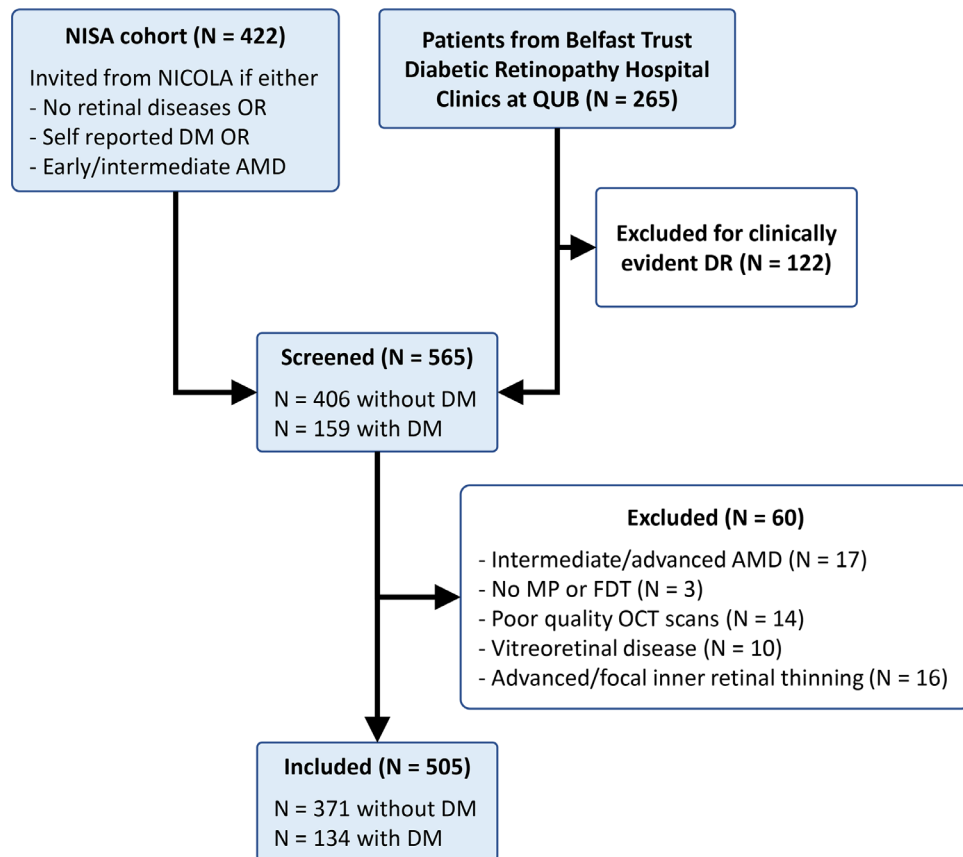 NISA cohort (N = 422)
Invited from NICOLA if either
- No retinal diseases OR
- Self reported DM OR
- Early/intermediate AMD
Patients from Belfast Trust
Diabetic Retinopathy Hospital
Clinics at QUB (N = 265)
Excluded for clinically
evident DR (N = 122)
Screened (N = 565)
N = 406 without DM
N = 159 with DM
Excluded (N = 60)
- Intermediate/advanced AMD (N = 17)
- No MP or FDT (N = 3)
- Poor quality OCT scans (N = 14)
- Vitreoretinal disease (N = 10)
- Advanced/focal inner retinal thinning (N = 16)
Included (N = 505)
N = 371 without DM
N = 134 with DM